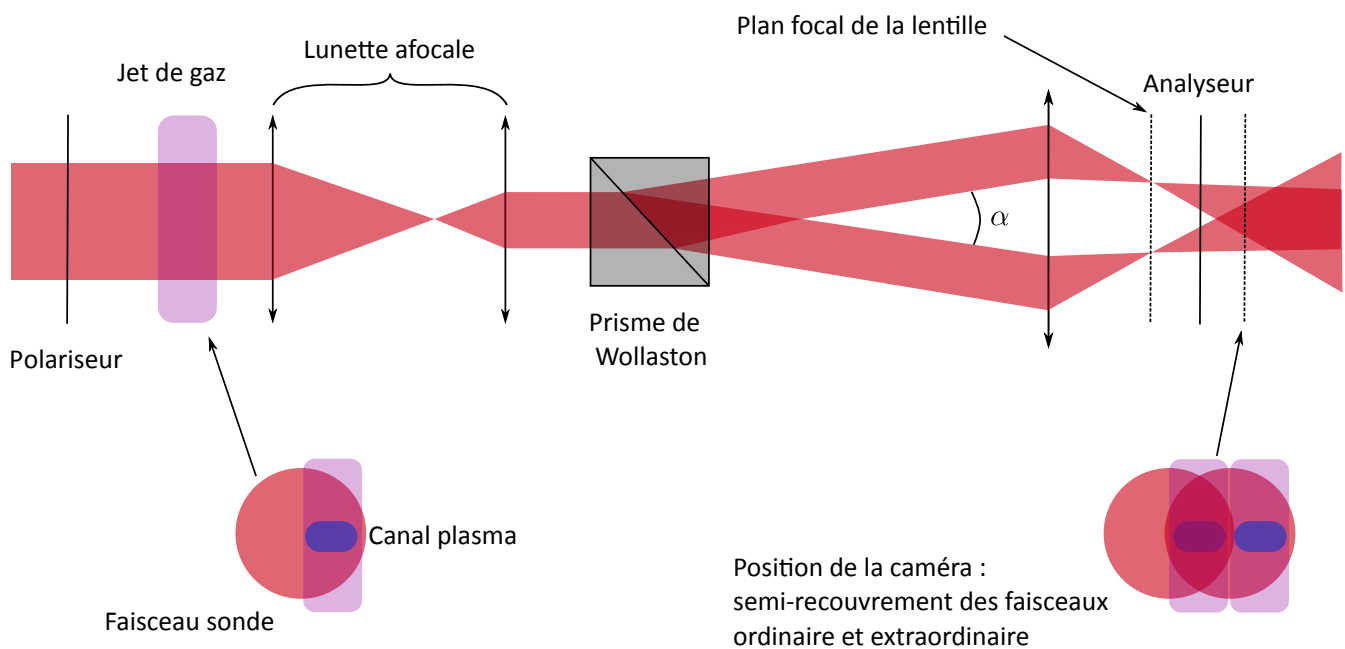 Plan focal de la lentille
Lunette afocale
Jet de gaz
Analyseur
α
Prisme de
Wollaston
Polariseur
Canal plasma
Faisceau sonde
Position de la caméra :
semi-recouvrement des faisceaux
ordinaire et extraordinaire